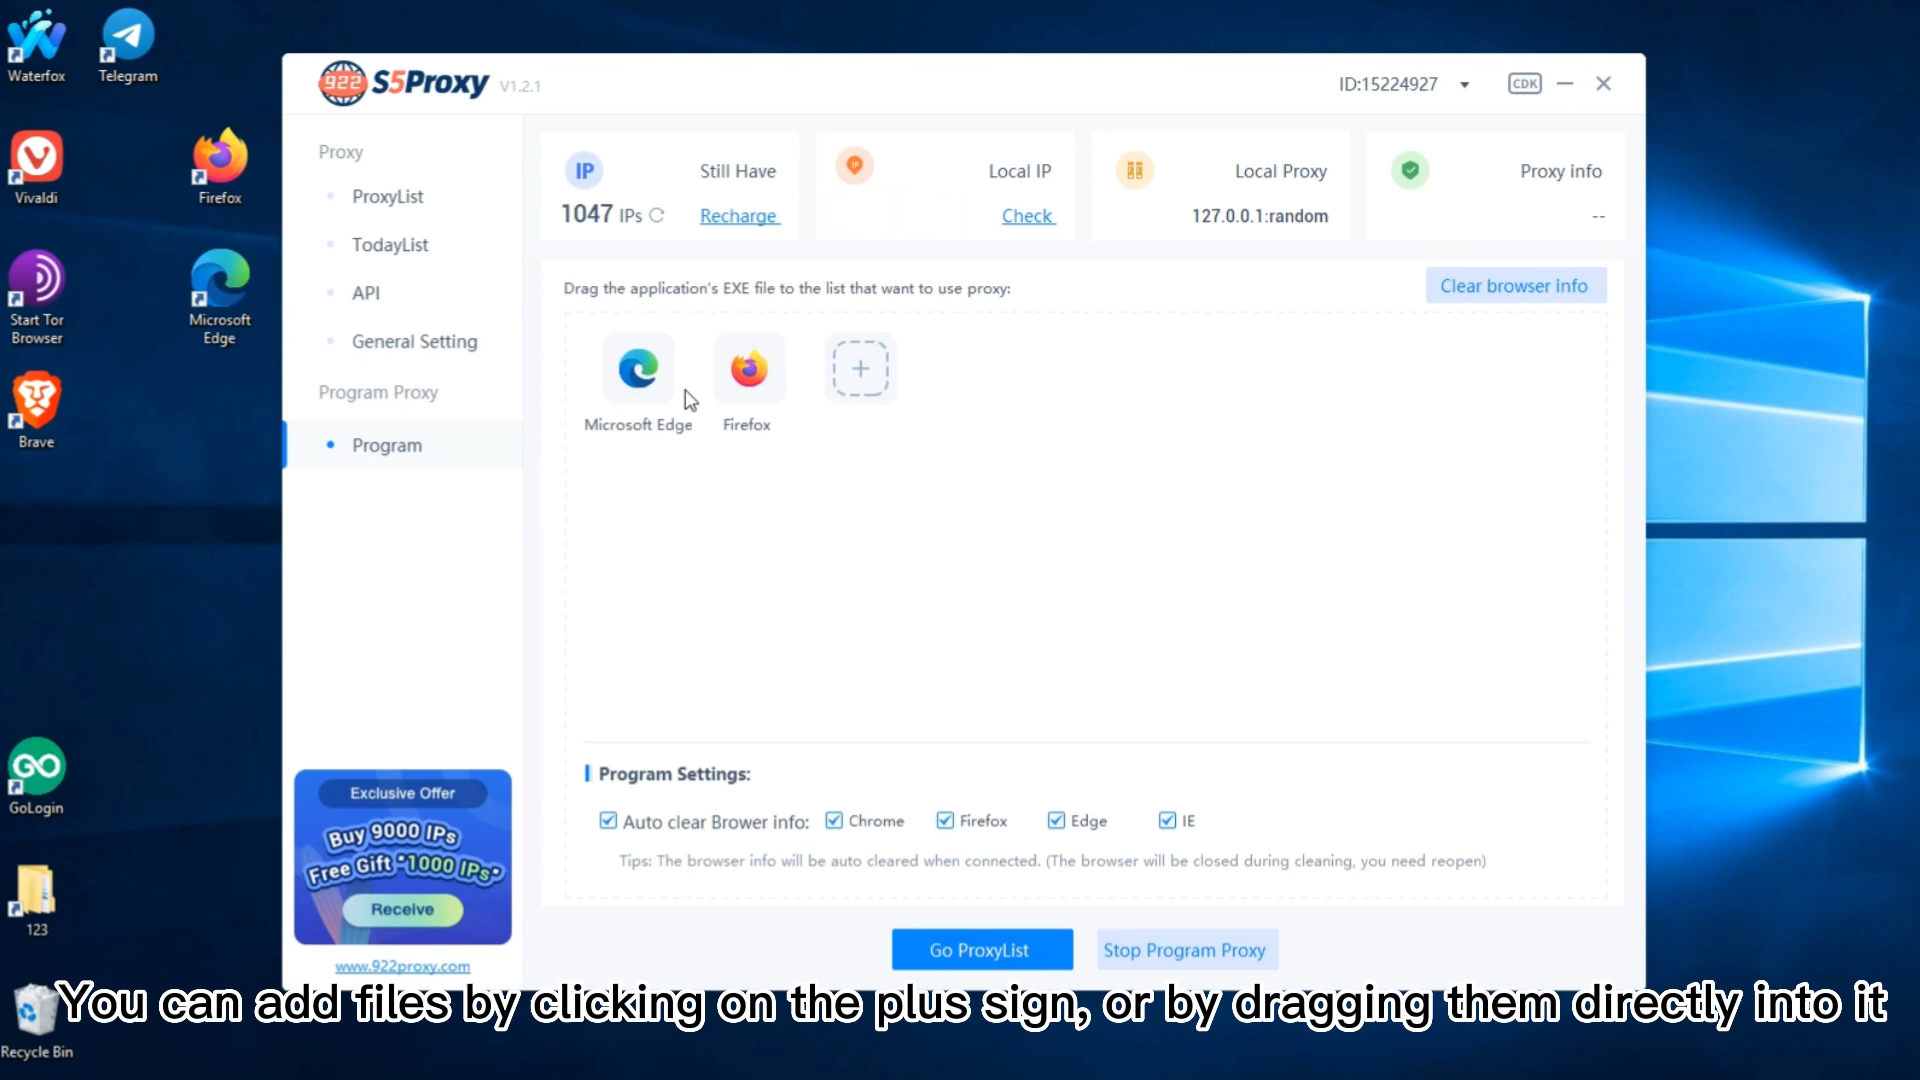 Waterfox
Telegram
Vivaldi
Firefox
Start Tor
Browser
Microsoft
Edge
Brave
GoLogin
123
Recycle Bin
922 S5Proxy V1.2.1
ID:15224927
CDK
Proxy
ProxyList
TodayList
API
General Setting
Program Proxy
Program
IP
Still Have
1047 IPs
Recharge
IP
Local IP
Check
Local Proxy
127.0.0.1:random
Proxy info
--
Drag the application's EXE file to the list that want to use proxy:
Clear browser info
Microsoft Edge
Firefox
Program Settings:
Auto clear Brower info:
Chrome
Firefox
Edge
IE
Tips: The browser info will be auto cleared when connected. (The browser will be closed during cleaning, you need reopen)
Exclusive Offer
Buy 9000 IPs
Free Gift *1000 IPs*
Receive
www.922proxy.com
Go ProxyList
Stop Program Proxy
You can add files by clicking on the plus sign, or by dragging them directly into it